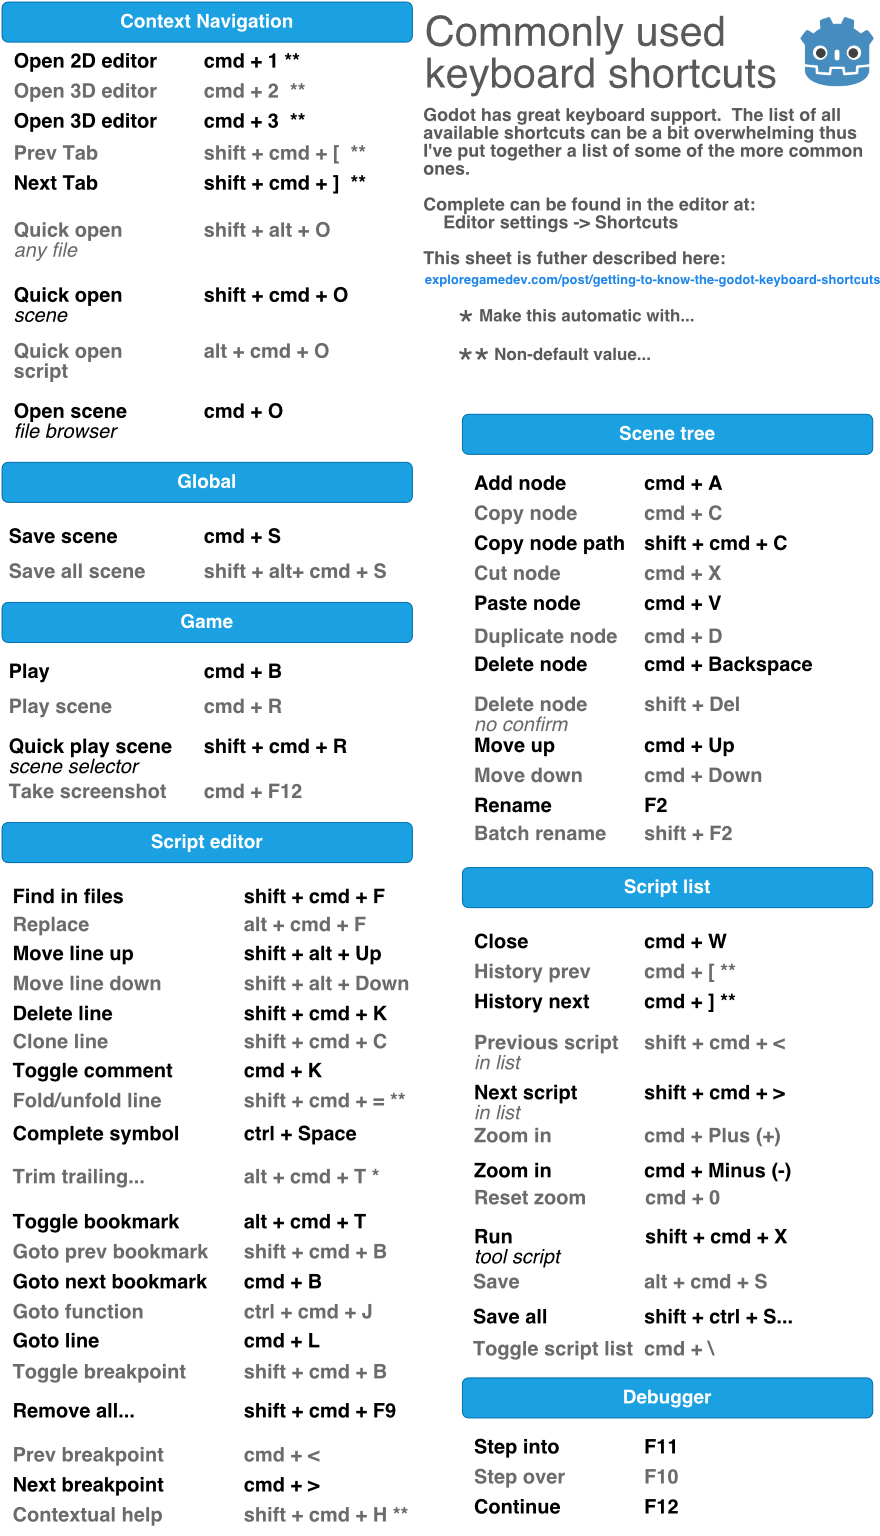 Context Navigation
Open 2D editor cmd + 1 **
Open 3D editor cmd + 2 **
Open 3D editor cmd + 3 **
Prev Tab shift + cmd + [ **
Next Tab shift + cmd + ] **
Quick open shift + alt + O
any file
Quick open shift + cmd + O
scene
Quick open alt + cmd + O
script
Open scene cmd + O
file browser
Global
Save scene cmd + S
Save all scene shift + alt+ cmd + S
Game
Play cmd + B
Play scene cmd + R
Quick play scene shift + cmd + R
scene selector
Take screenshot cmd + F12
Script editor
Find in files shift + cmd + F
Replace alt + cmd + F
Move line up shift + alt + Up
Move line down shift + alt + Down
Delete line shift + cmd + K
Clone line shift + cmd + C
Toggle comment cmd + K
Fold/unfold line shift + cmd + = **
Complete symbol ctrl + Space
Trim trailing... alt + cmd + T *
Toggle bookmark alt + cmd + T
Goto prev bookmark shift + cmd + B
Goto next bookmark cmd + B
Goto function ctrl + cmd + J
Goto line cmd + L
Toggle breakpoint shift + cmd + B
Remove all... shift + cmd + F9
Prev breakpoint cmd + <
Next breakpoint cmd + >
Contextual help shift + cmd + H **
Commonly used
keyboard shortcuts
Godot has great keyboard support. The list of all
available shortcuts can be a bit overwhelming thus
I've put together a list of some of the more common
ones.
Complete can be found in the editor at:
Editor settings -> Shortcuts
This sheet is futher described here:
exploregamedev.com/post/getting-to-know-the-godot-keyboard-shortcuts
* Make this automatic with...
** Non-default value...
Scene tree
Add node cmd + A
Copy node cmd + C
Copy node path shift + cmd + C
Cut node cmd + X
Paste node cmd + V
Duplicate node cmd + D
Delete node cmd + Backspace
Delete node shift + Del
no confirm
Move up cmd + Up
Move down cmd + Down
Rename F2
Batch rename shift + F2
Script list
Close cmd + W
History prev cmd + [ **
History next cmd + ] **
Previous script shift + cmd + <
in list
Next script shift + cmd + >
in list
Zoom in cmd + Plus (+)
Zoom in cmd + Minus (-)
Reset zoom cmd + 0
Run shift + cmd + X
tool script
Save alt + cmd + S
Save all shift + ctrl + S...
Toggle script list cmd + \
Debugger
Step into F11
Step over F10
Continue F12